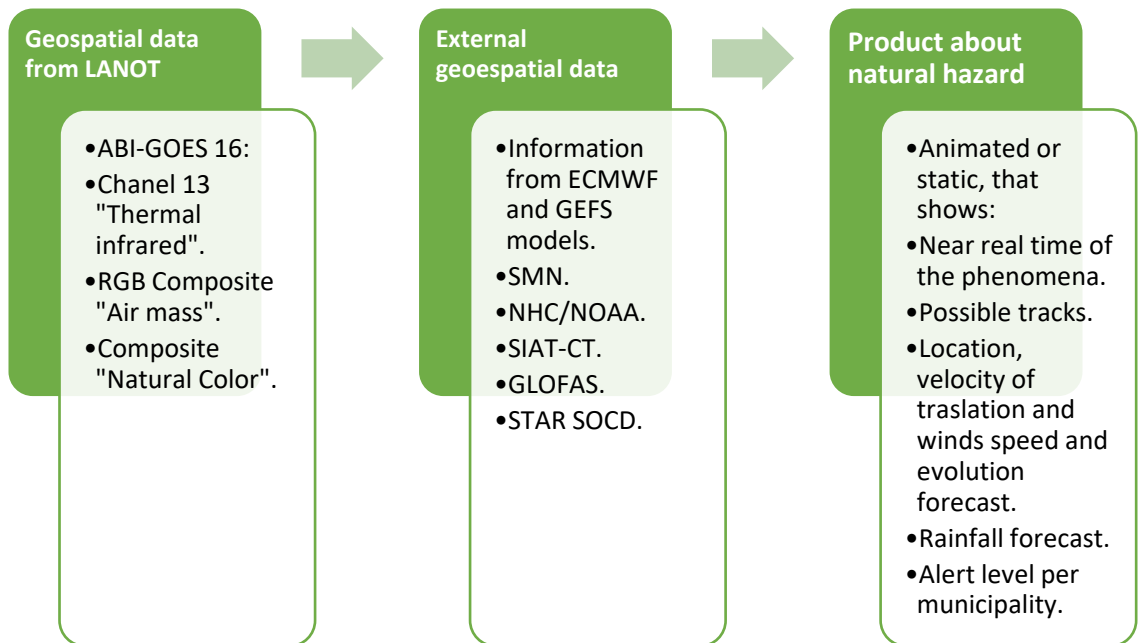 Geospatial data
from LANOT
•ABI-GOES 16:
•Chanel 13
"Thermal
infrared".
•RGB Composite
"Air mass".
•Composite
"Natural Color".
External
geoespatial data
•Information
from ECMWF
and GEFS
models.
•SMN.
•NHC/NOAA.
•SIAT-CT.
•GLOFAS.
•STAR SOCD.
Product about
natural hazard
•Animated or
static, that
shows:
•Near real time of
the phenomena.
•Possible tracks.
•Location,
velocity of
traslation and
winds speed and
evolution
forecast.
•Rainfall forecast.
•Alert level per
municipality.